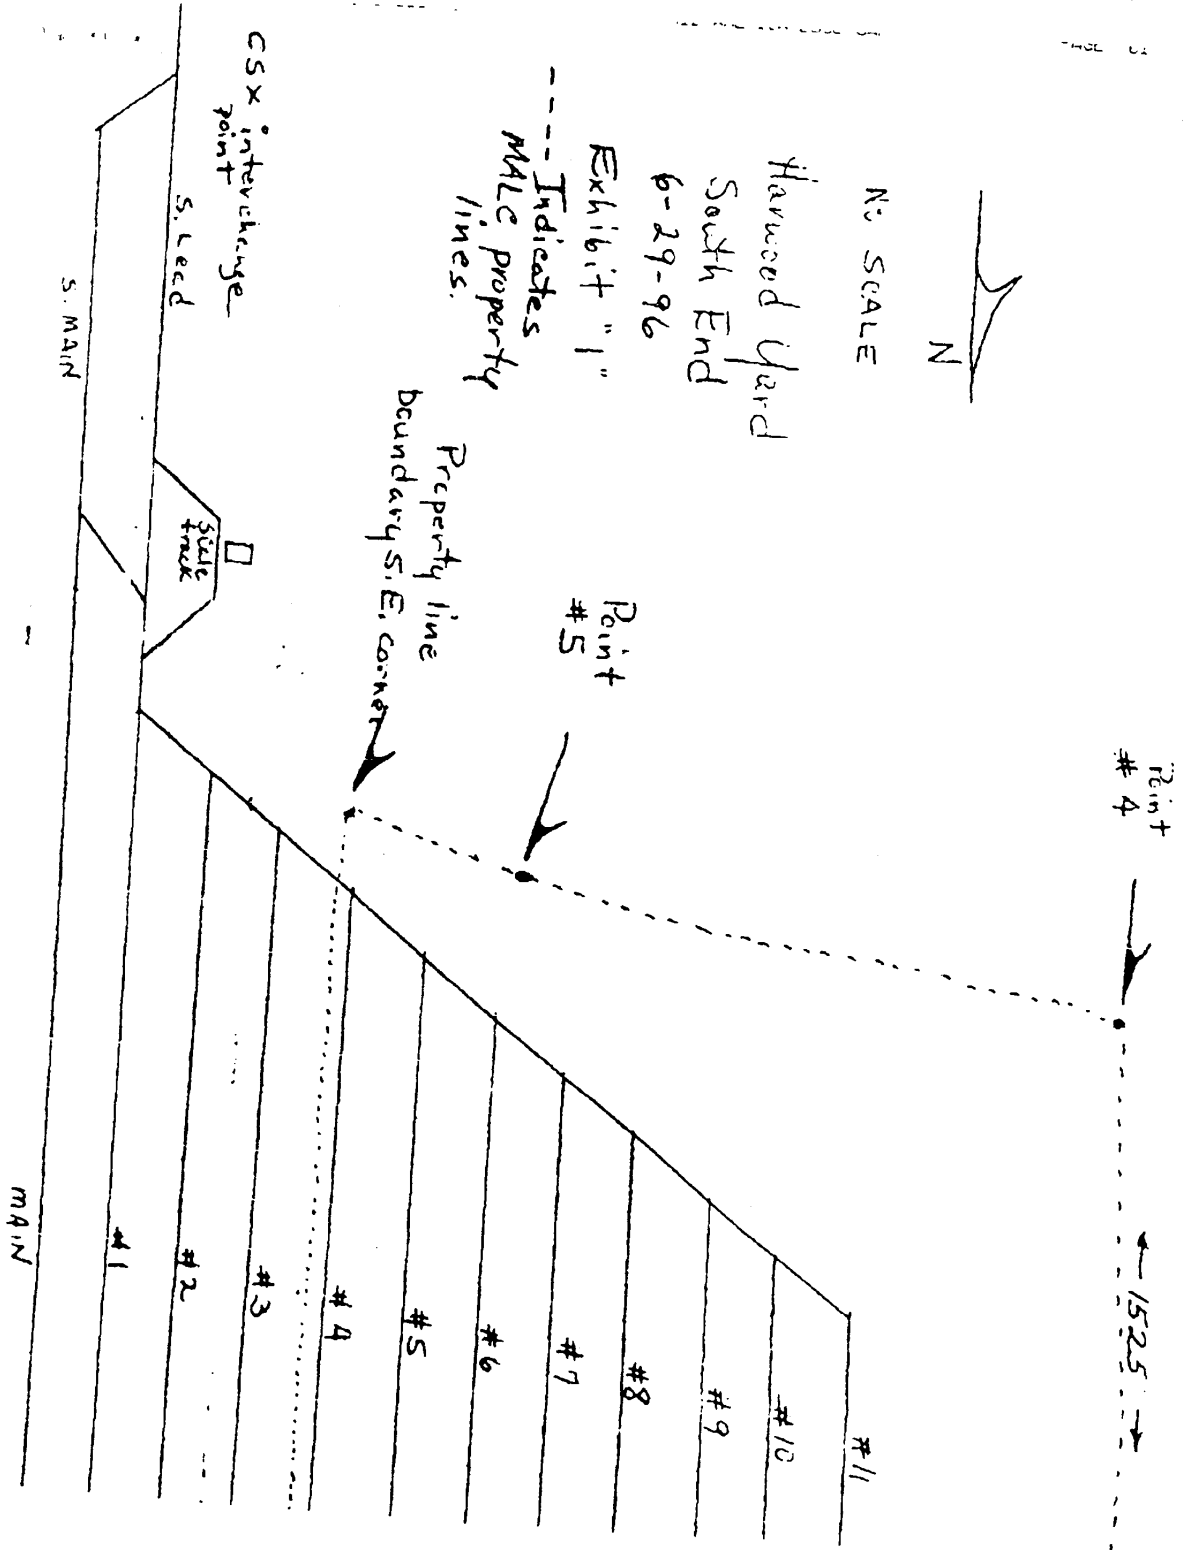 N
No SCALE
Harwood Yard
South End
6-29-96
Exhibit "1"
---- Indicates
MALC property
lines.
CSX interchange
point
S. Lead
S. MAIN
Side
track
Property line
boundary S.E. corner
Point
#5
Point
#4
← 1525 →
MAIN
#1
#2
#3
#4
#5
#6
#7
#8
#9
#10
#11